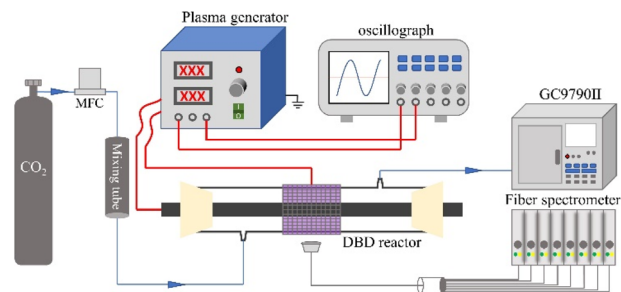 Plasma generator
oscillograph
XXX
XXX
MFC
GC9790II
CO2
Mixing tube
Fiber spectrometer
DBD reactor